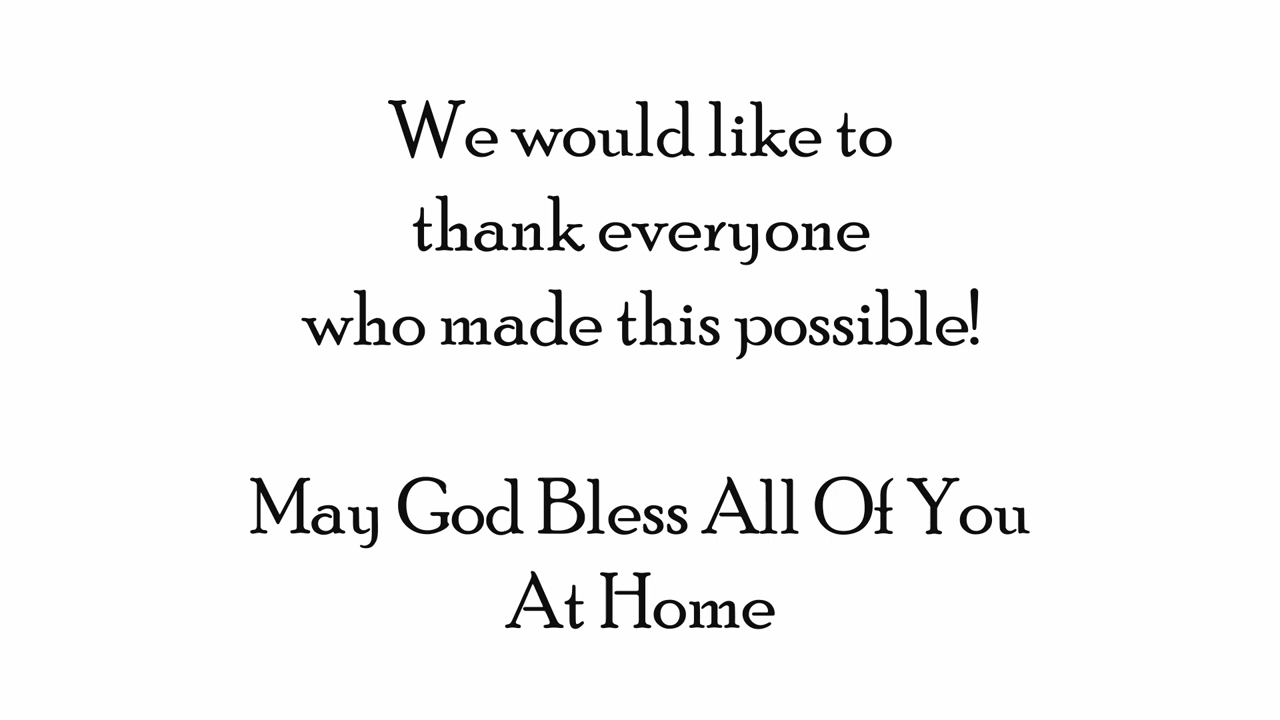 We would like to
thank everyone
who made this possible!
May God Bless All Of You
At Home